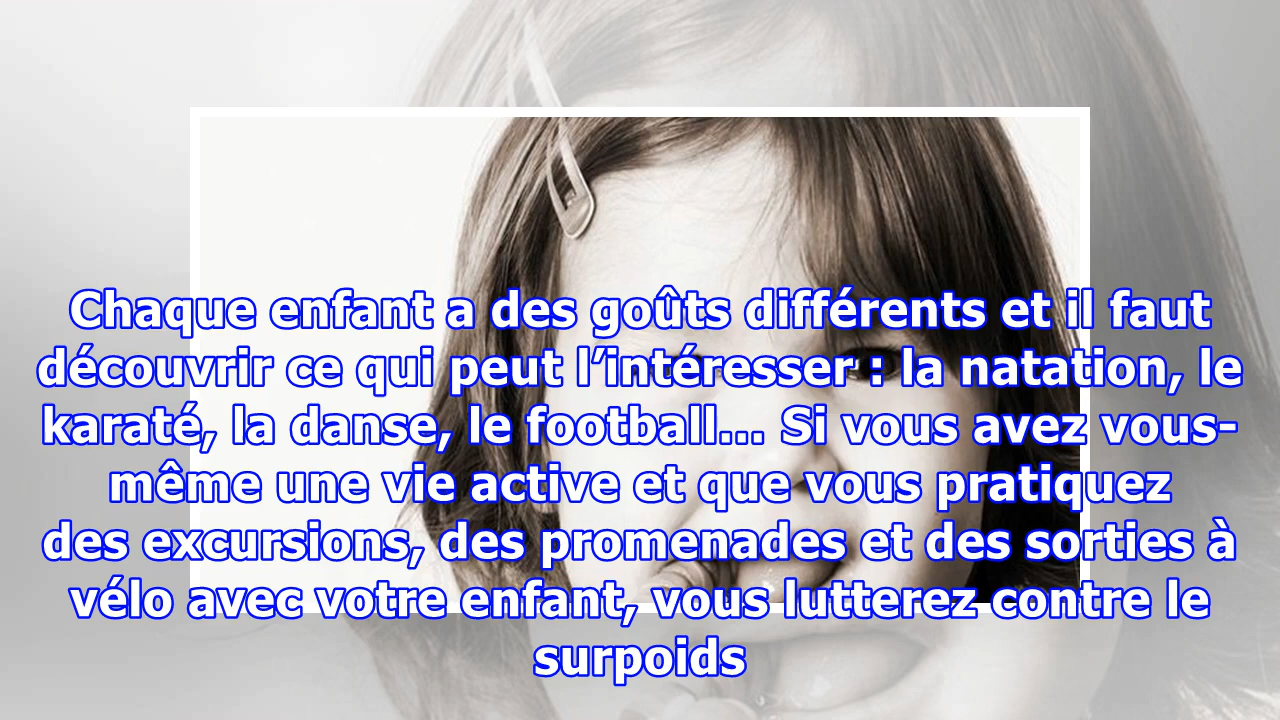 Chaque enfant a des goûts différents et il faut
découvrir ce qui peut l’intéresser : la natation, le
karaté, la danse, le football... Si vous avez vous-
même une vie active et que vous pratiquez
des excursions, des promenades et des sorties à
vélo avec votre enfant, vous lutterez contre le
surpoids